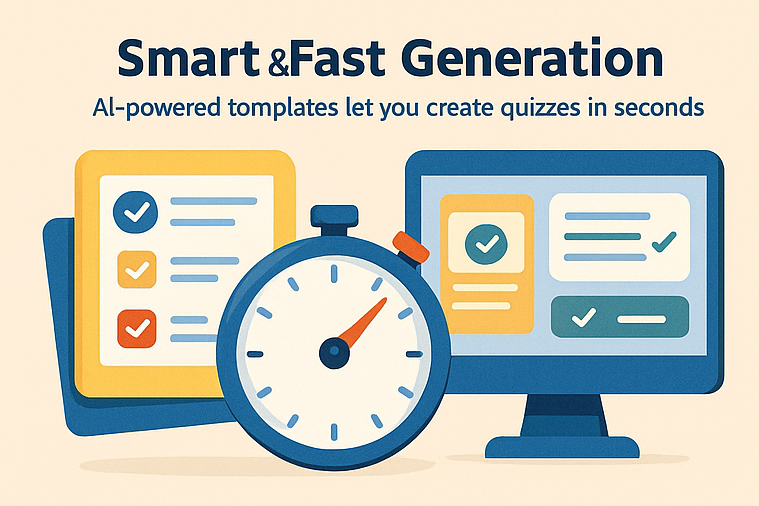 Smart &Fast Generation
AI-powered tomplates let you create quizzes in seconds